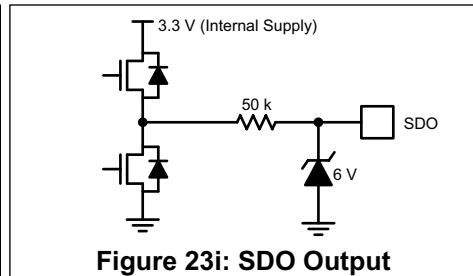 3.3 V (Internal Supply)
50 k
SDO
6 V
Figure 23i: SDO Output